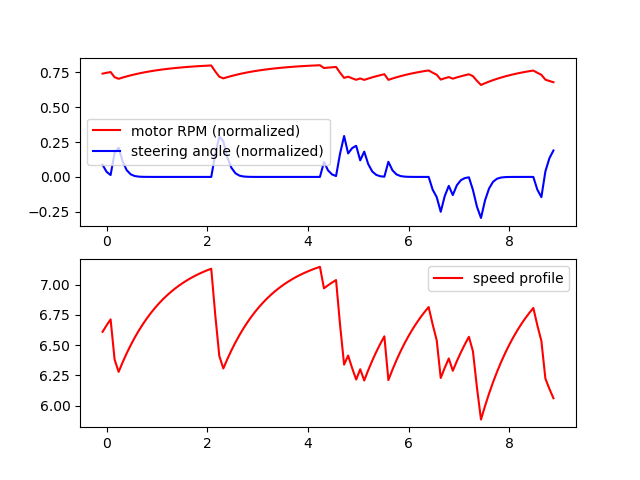 0.75
0.50
0.25
0.00
−0.25
motor RPM (normalized)
steering angle (normalized)
0 2 4 6 8
7.00
6.75
6.50
6.25
6.00
speed profile
0 2 4 6 8